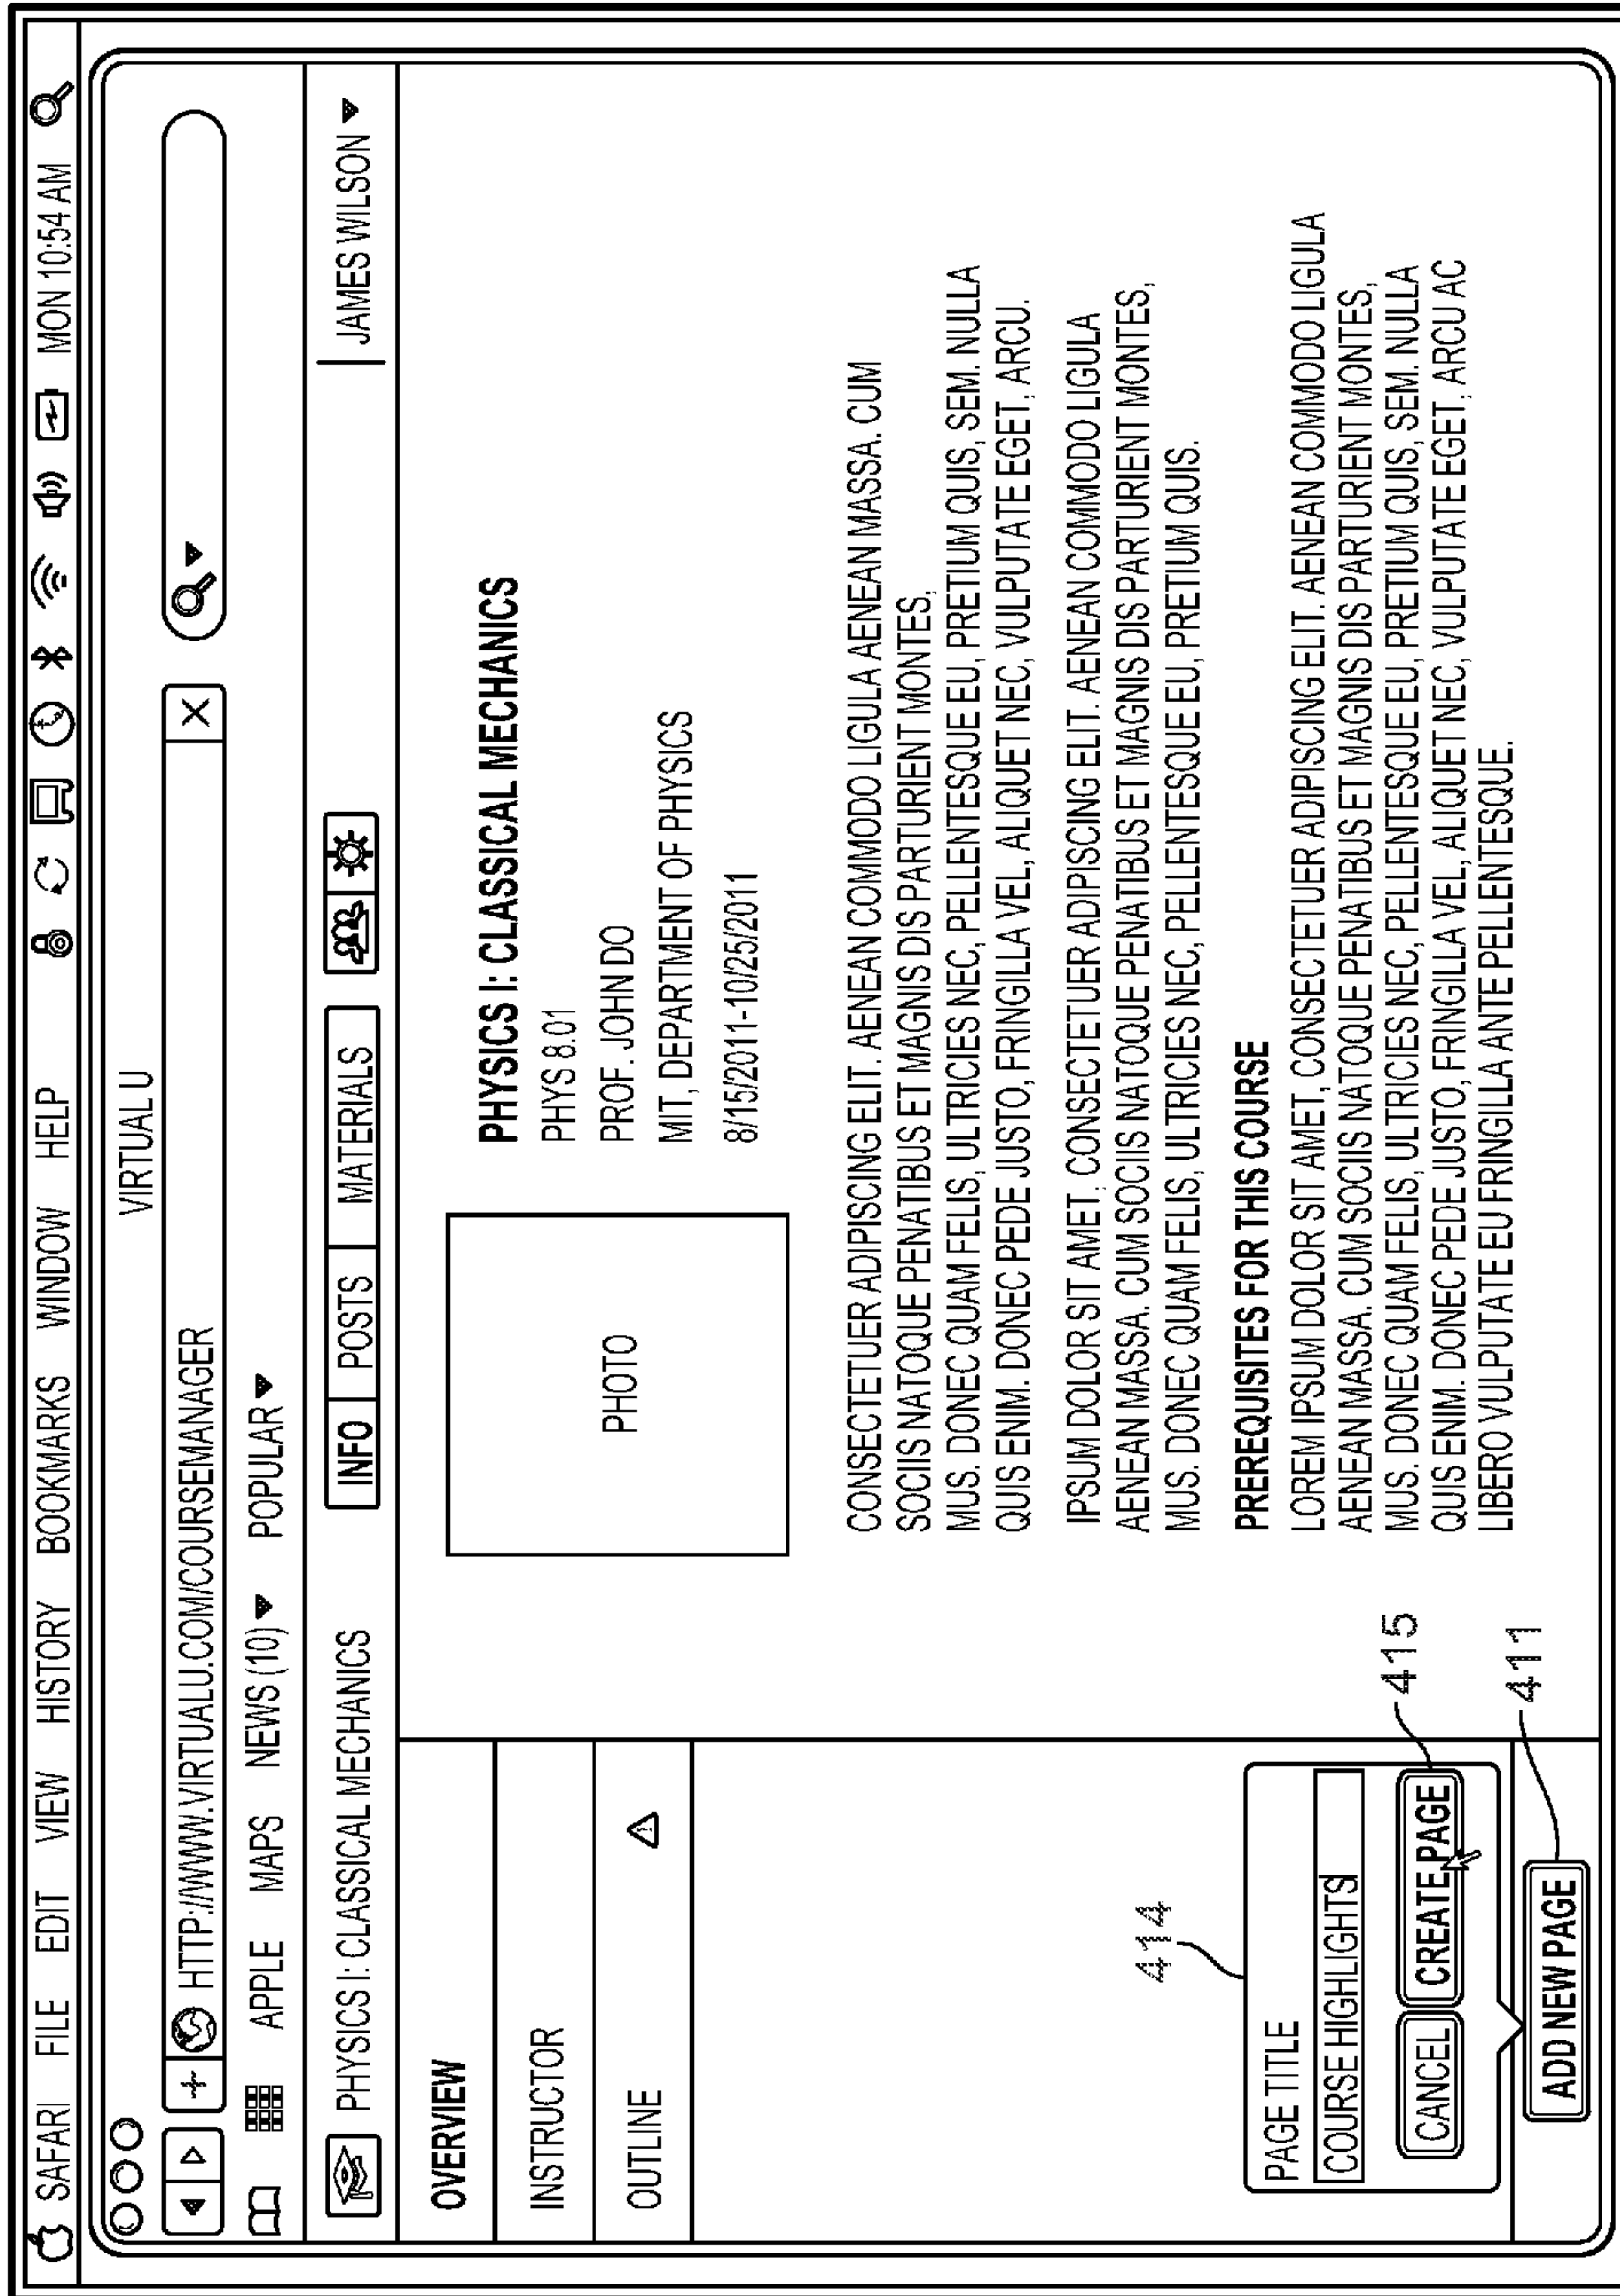 SAFARI FILE EDIT VIEW HISTORY BOOKMARKS WINDOW HELP MON 10:54 AM
VIRTUAL U
HTTP://WWW.VIRTUALU.COM/COURSEMANAGER
APPLE MAPS NEWS (10) POPULAR
PHYSICS I: CLASSICAL MECHANICS INFO POSTS MATERIALS JAMES WILSON
OVERVIEW
INSTRUCTOR
OUTLINE
PHOTO
PHYSICS I: CLASSICAL MECHANICS
PHYS 8.01
PROF. JOHN DO
MIT, DEPARTMENT OF PHYSICS
8/15/2011-10/25/2011
CONSECTETUER ADIPISCING ELIT. AENEAN COMMODO LIGULA AENEAN MASSA. CUM
SOCIIS NATOQUE PENATIBUS ET MAGNIS DIS PARTURIENT MONTES,
MUS. DONEC QUAM FELIS, ULTRICIES NEC, PELLENTESQUE EU, PRETIUM QUIS, SEM. NULLA
QUIS ENIM. DONEC PEDE JUSTO, FRINGILLA VEL, ALIQUET NEC, VULPUTATE EGET, ARCU.
IPSUM DOLOR SIT AMET, CONSECTETUER ADIPISCING ELIT. AENEAN COMMODO LIGULA
AENEAN MASSA. CUM SOCIIS NATOQUE PENATIBUS ET MAGNIS DIS PARTURIENT MONTES,
MUS. DONEC QUAM FELIS, ULTRICIES NEC, PELLENTESQUE EU, PRETIUM QUIS.
PREREQUISITES FOR THIS COURSE
LOREM IPSUM DOLOR SIT AMET, CONSECTETUER ADIPISCING ELIT. AENEAN COMMODO LIGULA
AENEAN MASSA. CUM SOCIIS NATOQUE PENATIBUS ET MAGNIS DIS PARTURIENT MONTES,
MUS. DONEC QUAM FELIS, ULTRICIES NEC, PELLENTESQUE EU, PRETIUM QUIS, SEM. NULLA
QUIS ENIM. DONEC PEDE JUSTO, FRINGILLA VEL, ALIQUET NEC, VULPUTATE EGET, ARCU AC
LIBERO VULPUTATE EU FRINGILLA ANTE PELLENTESQUE.
414
PAGE TITLE
COURSE HIGHLIGHTS
CANCEL CREATE PAGE
415
ADD NEW PAGE
411